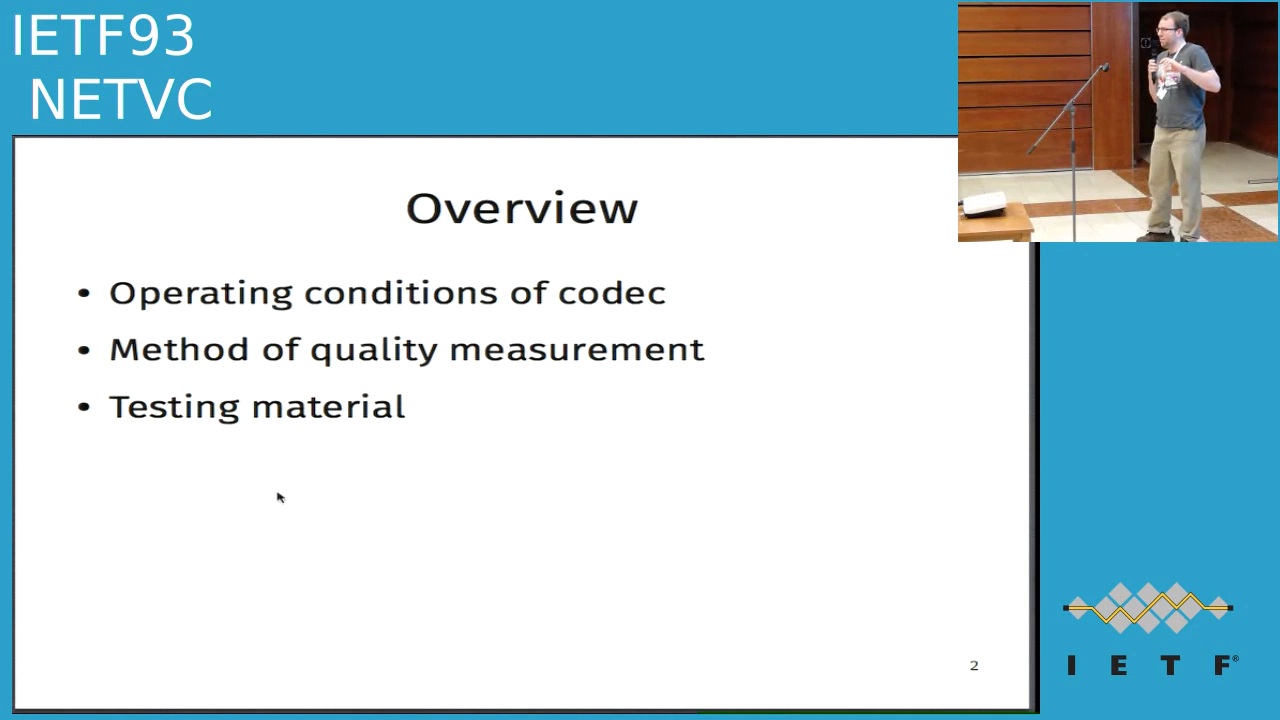 IETF93
NETVC
Overview
• Operating conditions of codec
• Method of quality measurement
• Testing material
2
I E T F®